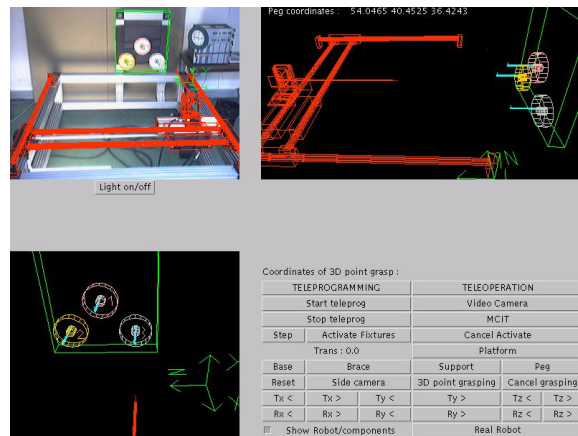 Peg coordinates : 54.0465 40.4525 36.4243
Light on/off
1
2
3
Coordinates of 3D point grasp :
TELEPROGRAMMING TELEOPERATION
Start teleprog Video Camera
Stop teleprog MCIT
Step Activate Fixtures Cancel Activate
Trans : 0.0 Platform
Base Brace Support Peg
Reset Side camera 3D point grasping Cancel grasping
Tx < Tx > Ty < Ty > Tz < Tz >
Rx < Rx > Ry < Ry > Rz < Rz >
Show Robot/components Real Robot